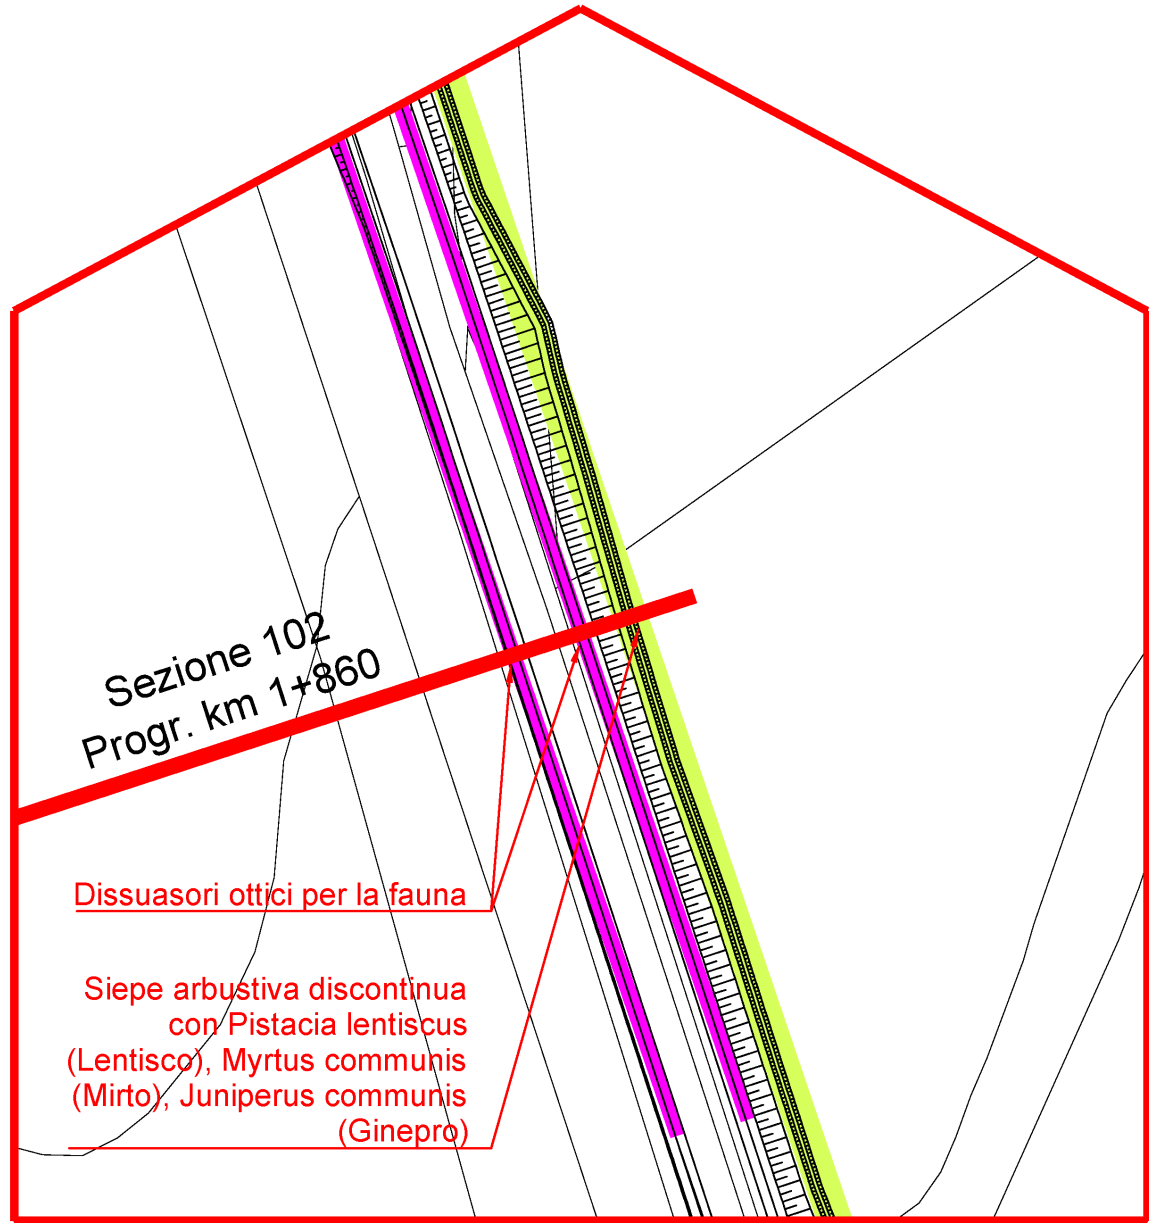 Sezione 102
Progr. km 1+860
Dissuasori ottici per la fauna
Siepe arbustiva discontinua
con Pistacia lentiscus
(Lentisco), Myrtus communis
(Mirto), Juniperus communis
(Ginepro)